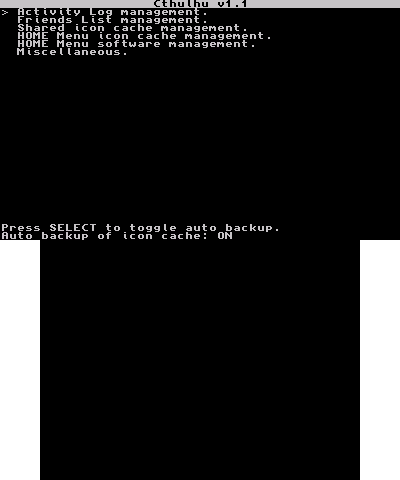 Cthulhu v1.1
> Activity Log management.
Friends List management.
Shared icon cache management.
HOME Menu icon cache management.
HOME Menu software management.
Miscellaneous.
Press SELECT to toggle auto backup.
Auto backup of icon cache: ON